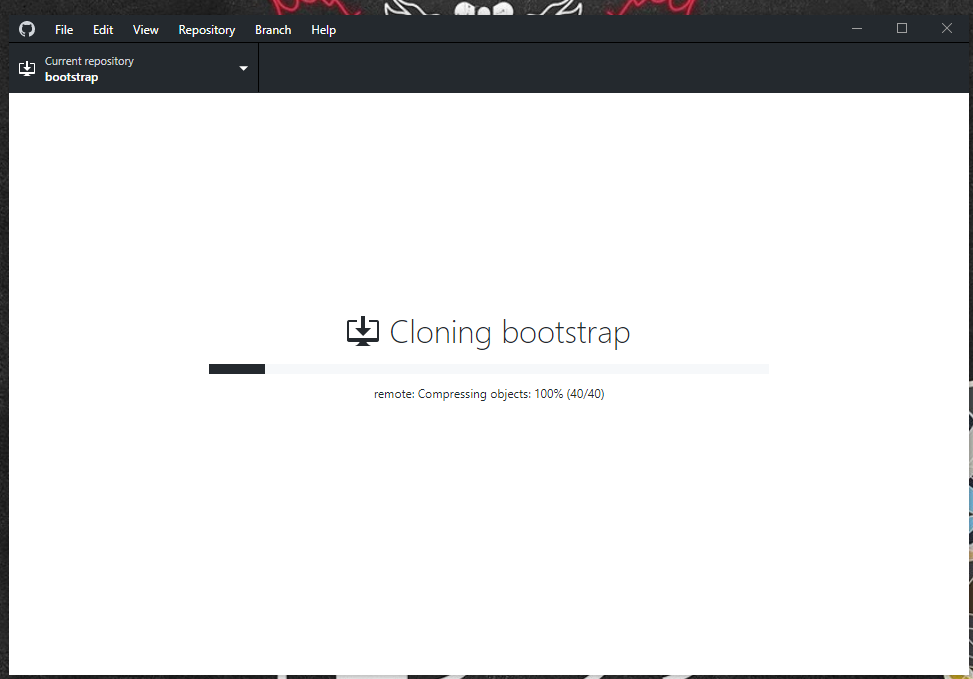 File Edit View Repository Branch Help
Current repository
bootstrap
Cloning bootstrap
remote: Compressing objects: 100% (40/40)